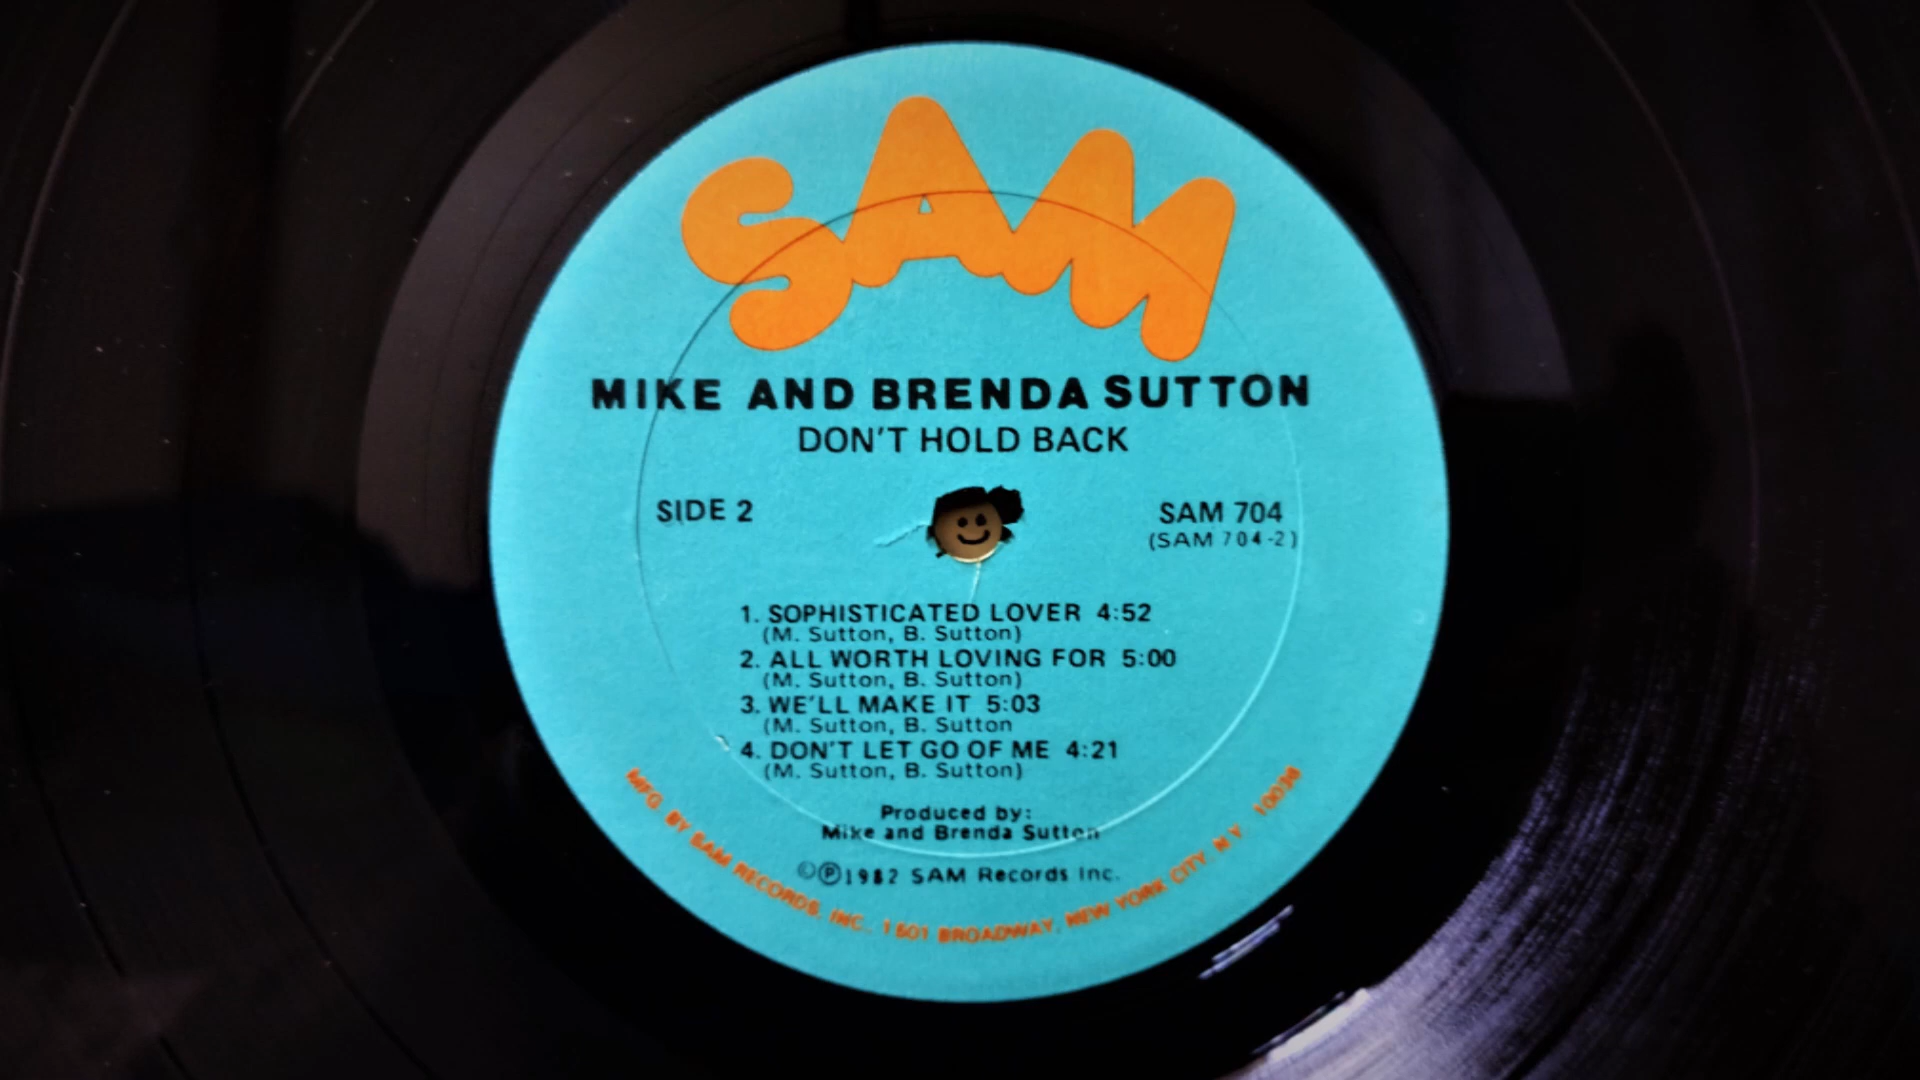 SAM
MIKE AND BRENDA SUTTON
DON'T HOLD BACK
SIDE 2
SAM 704
(SAM 704-2)
1. SOPHISTICATED LOVER 4:52
(M. Sutton, B. Sutton)
2. ALL WORTH LOVING FOR 5:00
(M. Sutton, B. Sutton)
3. WE'LL MAKE IT 5:03
(M. Sutton, B. Sutton
4. DON'T LET GO OF ME 4:21
(M. Sutton, B. Sutton)
Produced by:
Mike and Brenda Sutton
©℗1982 SAM Records Inc.
MFG. BY SAM RECORDS, INC., BROADWAY, NEW YORK CITY, N.Y.